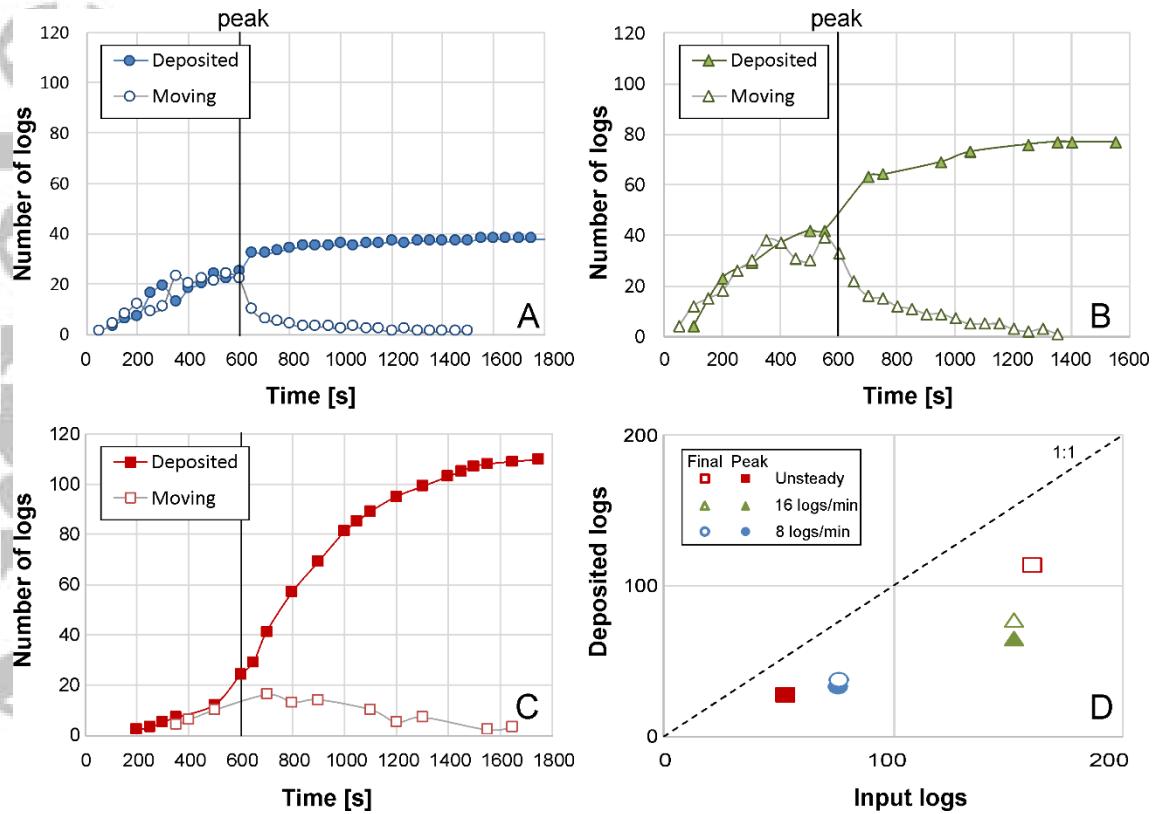 peak
120
100
80
60
40
20
0
Number of logs
Deposited
Moving
A
0 200 400 600 800 1000 1200 1400 1600 1800
Time [s]
peak
120
100
80
60
40
20
0
Number of logs
Deposited
Moving
B
0 200 400 600 800 1000 1200 1400 1600
Time [s]
120
100
80
60
40
20
0
Number of logs
Deposited
Moving
C
0 200 400 600 800 1000 1200 1400 1600 1800
Time [s]
200
100
0
Deposited logs
Final Peak
Unsteady
16 logs/min
8 logs/min
1:1
D
0 100 200
Input logs